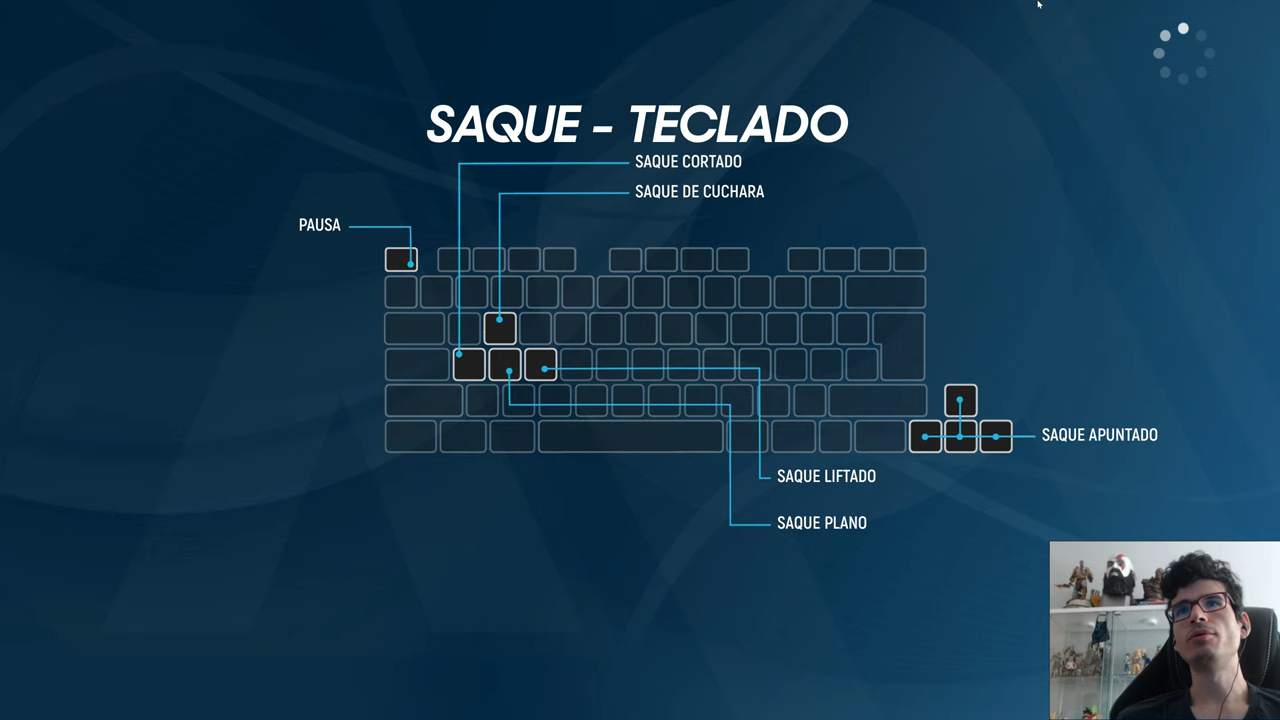 SAQUE - TECLADO
SAQUE CORTADO
SAQUE DE CUCHARA
PAUSA
SAQUE APUNTADO
SAQUE LIFTADO
SAQUE PLANO